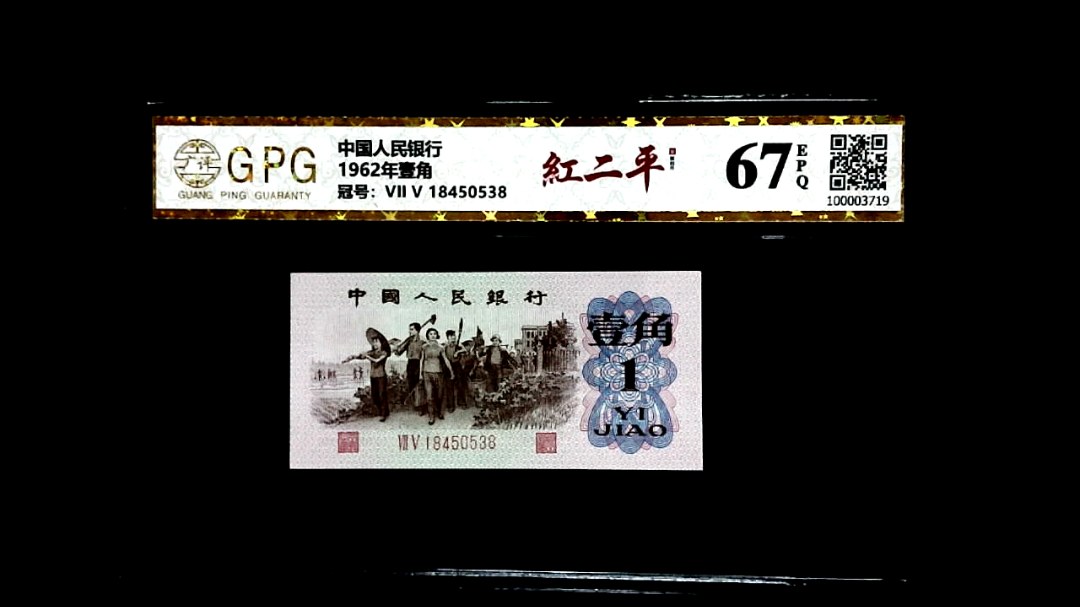 广评
GPG
GUANG PING GUARANTY
中国人民银行
1962年壹角
冠号：VII V 18450538
紅二平
67
EPQ
100003719
中國人民銀行
壹角
1
YI
JIAO
VII V 18450538